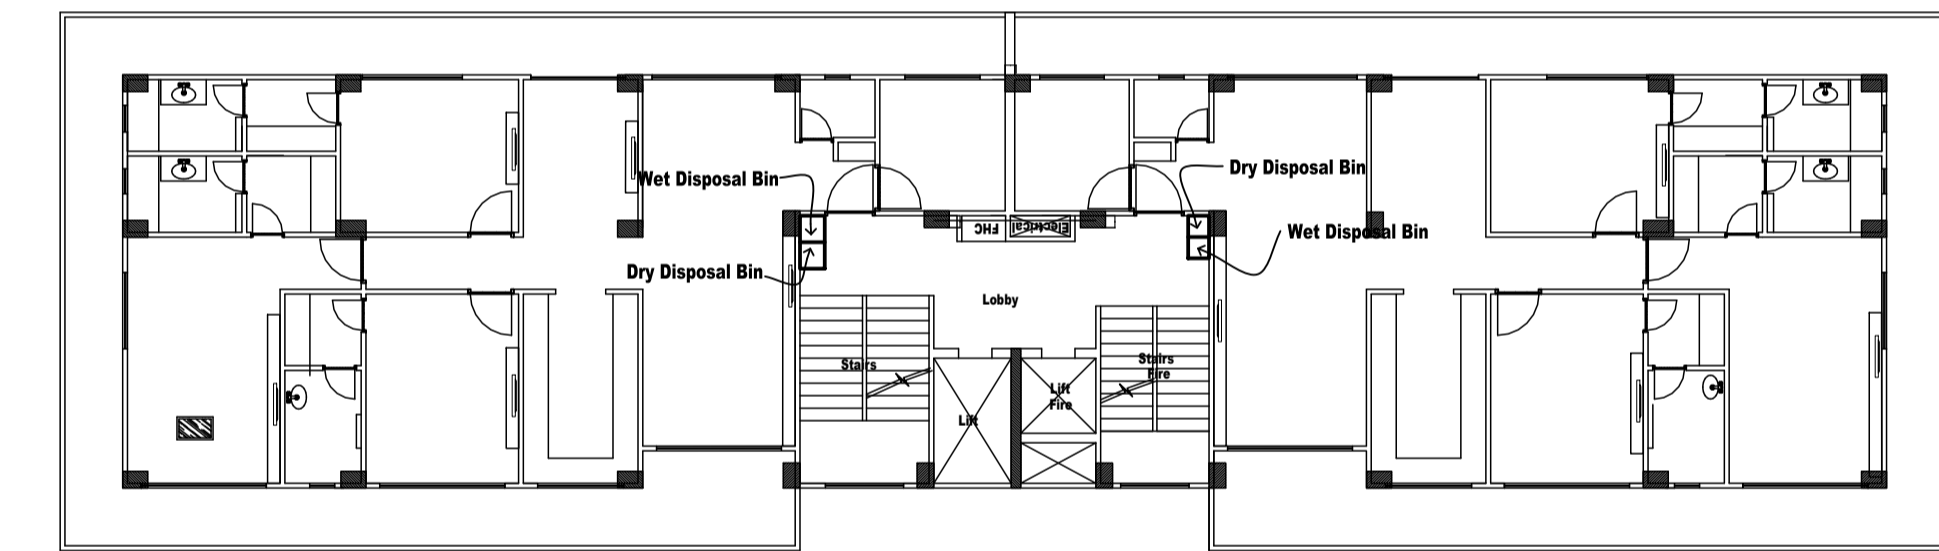 Wet Disposal Bin
Dry Disposal Bin
Dry Disposal Bin
Wet Disposal Bin
FHC
Electrical
Lobby
Stairs
Lift
Lift
Fire
Stairs
Fire